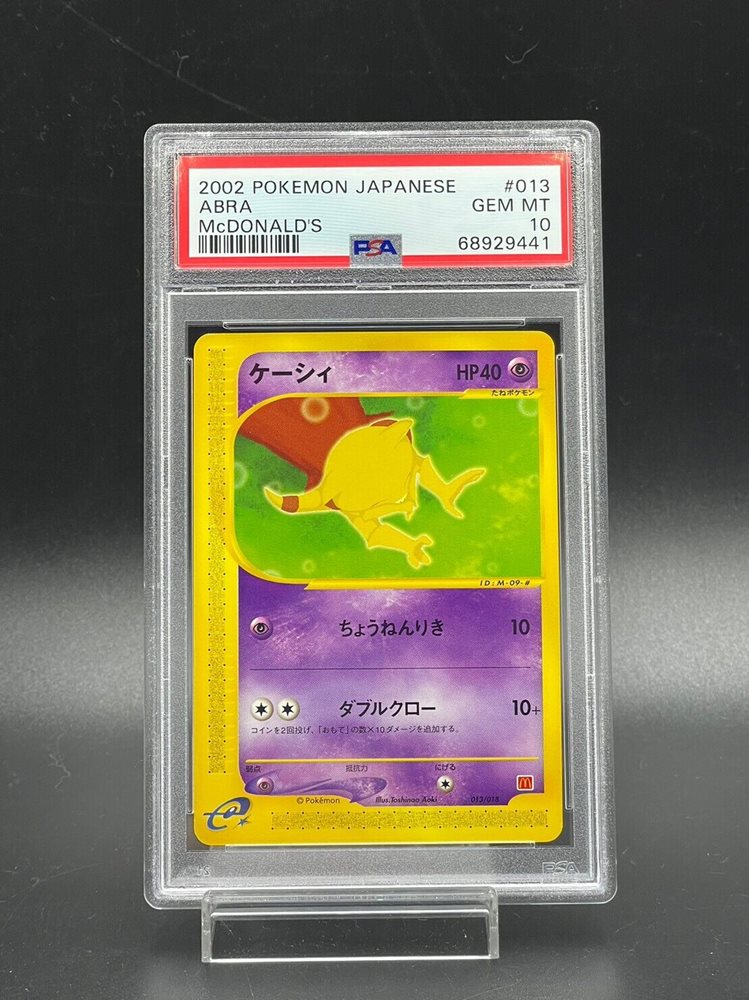 2002 POKEMON JAPANESE #013
ABRA GEM MT
McDONALD'S 10
PSA 68929441
ケーシィ HP40
たねポケモン
ID:M-09-#
ちょうねんりき 10
ダブルクロー 10+
コインを2回投げ、「おもて」の数×10ダメージを追加する。
弱点 抵抗力 にげる
©Pokémon Illus.Toshinao Aoki 013/018
e
PSA